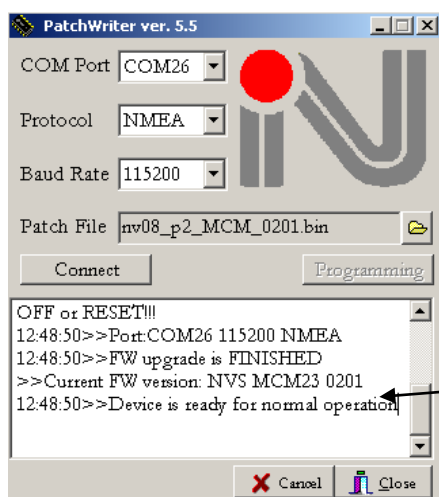 PatchWriter ver. 5.5
COM Port COM26
Protocol NMEA
Baud Rate 115200
Patch File nv08_p2_MCM_0201.bin
Connect Programming
OFF or RESET!!!
12:48:50>>Port:COM26 115200 NMEA
12:48:50>>FW upgrade is FINISHED
>>Current FW version: NVS MCM23 0201
12:48:50>>Device is ready for normal operation
Cancel Close